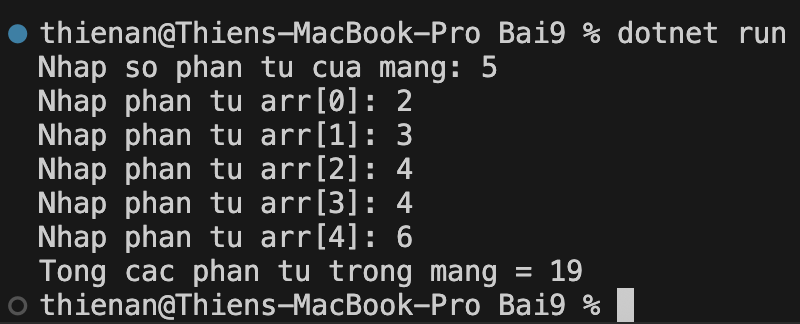 thienan@Thiens-MacBook-Pro Bai9 % dotnet run
Nhap so phan tu cua mang: 5
Nhap phan tu arr[0]: 2
Nhap phan tu arr[1]: 3
Nhap phan tu arr[2]: 4
Nhap phan tu arr[3]: 4
Nhap phan tu arr[4]: 6
Tong cac phan tu trong mang = 19
thienan@Thiens-MacBook-Pro Bai9 %